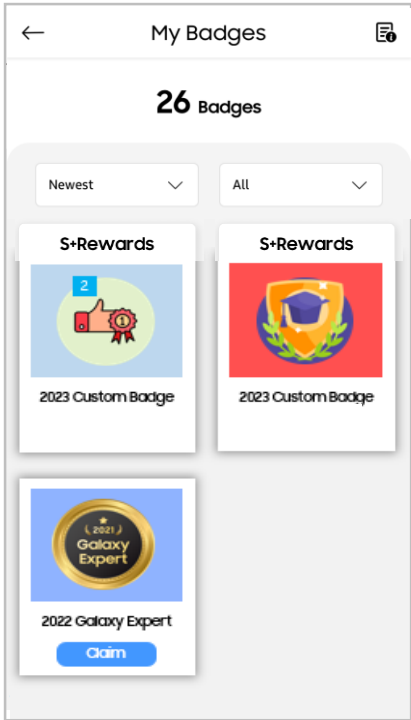 My Badges
26 Badges
Newest
All
S+Rewards
S+Rewards
2
1
2023 Custom Badge
2023 Custom Badge
(2021)
Galaxy
Expert
2022 Galaxy Expert
Claim